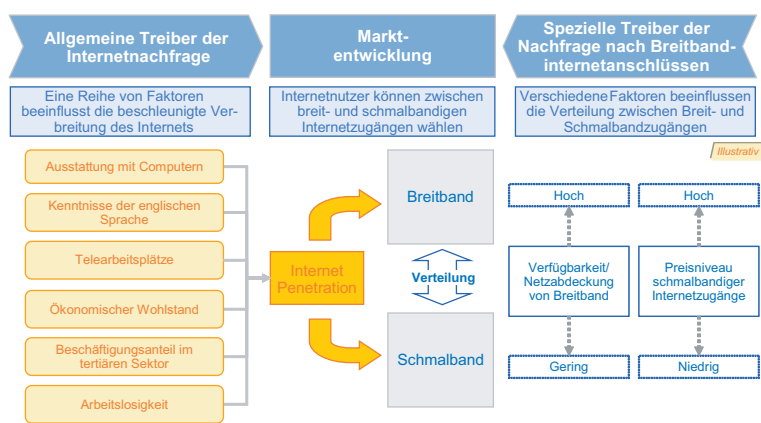 Allgemeine Treiber der
Internetnachfrage
Markt-
entwicklung
Spezielle Treiber der
Nachfrage nach Breitband-
internetanschlüssen
Eine Reihe von Faktoren
beeinflusst die beschleunigte Ver-
breitung des Internets
Internetnutzer können zwischen
breit- und schmalbandigen
Internetzugängen wählen
Verschiedene Faktoren beeinflussen
die Verteilung zwischen Breit- und
Schmalbandzugängen
Illustrativ
Ausstattung mit Computern
Kenntnisse der englischen
Sprache
Telearbeitsplätze
Ökonomischer Wohlstand
Beschäftigungsanteil im
tertiären Sektor
Arbeitslosigkeit
Internet
Penetration
Breitband
Verteilung
Schmalband
Hoch
Verfügbarkeit/
Netzabdeckung
von Breitband
Gering
Hoch
Preisniveau
schmalbandiger
Internetzugänge
Niedrig